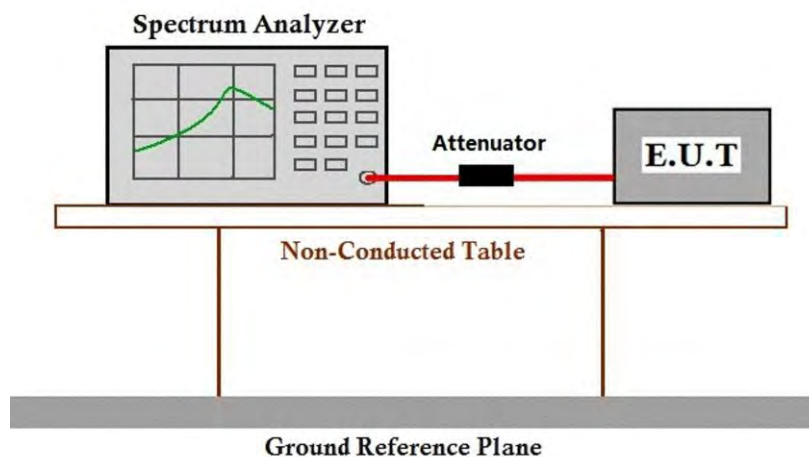 Spectrum Analyzer
Attenuator
E.U.T
Non-Conducted Table
Ground Reference Plane